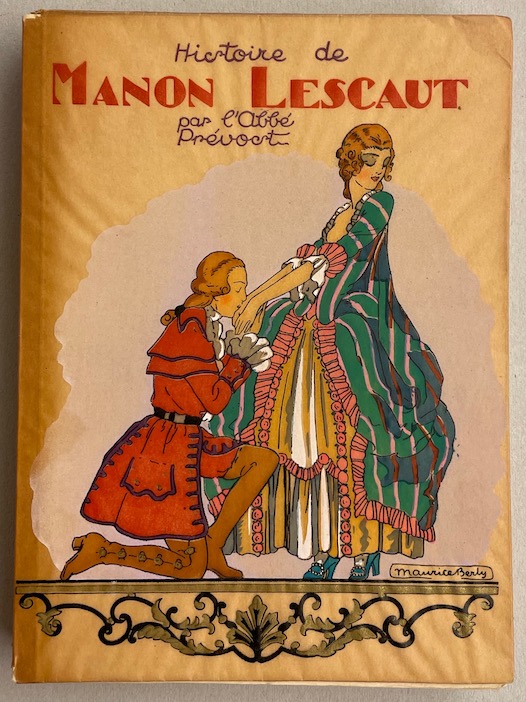 Histoire de
MANON LESCAUT
par l'Abbé
Prévost
Maurice Berty